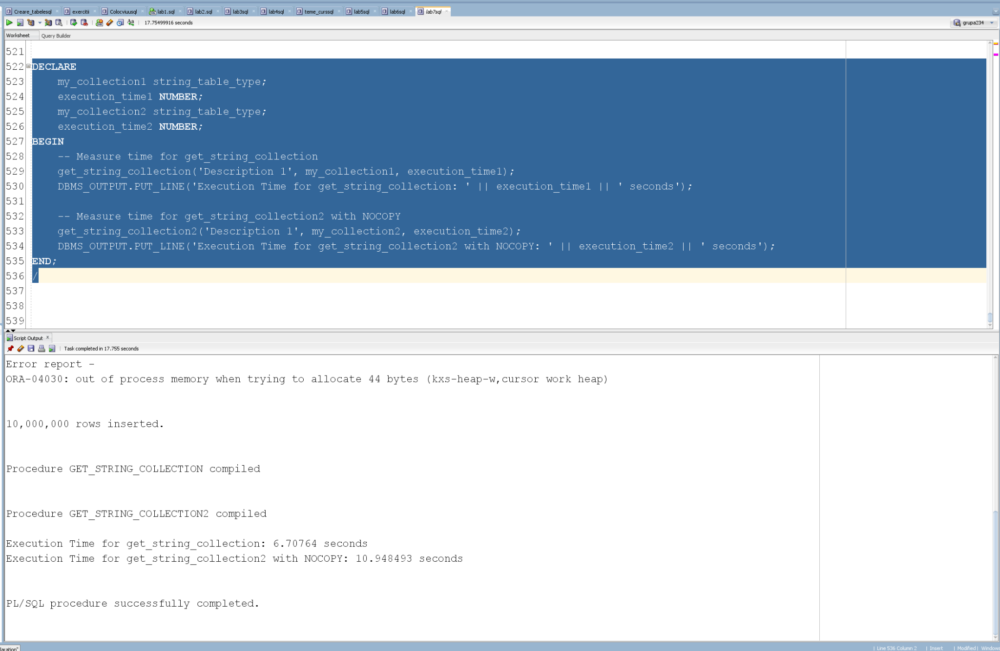 Creare_tabelesql exercitii Colocviuusql lab1.sql lab2.sql lab3sql lab4sql teme_curssql lab5sql lab6sql lab7sql
17.75499916 seconds grupa234
Worksheet Query Builder
521
522 DECLARE
523     my_collection1 string_table_type;
524     execution_time1 NUMBER;
525     my_collection2 string_table_type;
526     execution_time2 NUMBER;
527 BEGIN
528     -- Measure time for get_string_collection
529     get_string_collection('Description 1', my_collection1, execution_time1);
530     DBMS_OUTPUT.PUT_LINE('Execution Time for get_string_collection: ' || execution_time1 || ' seconds');
531
532     -- Measure time for get_string_collection2 with NOCOPY
533     get_string_collection2('Description 1', my_collection2, execution_time2);
534     DBMS_OUTPUT.PUT_LINE('Execution Time for get_string_collection2 with NOCOPY: ' || execution_time2 || ' seconds');
535 END;
536 /
537
538
539
Script Output x
Task completed in 17.755 seconds
Error report -
ORA-04030: out of process memory when trying to allocate 44 bytes (kxs-heap-w,cursor work heap)
10,000,000 rows inserted.
Procedure GET_STRING_COLLECTION compiled
Procedure GET_STRING_COLLECTION2 compiled
Execution Time for get_string_collection: 6.70764 seconds
Execution Time for get_string_collection2 with NOCOPY: 10.948493 seconds
PL/SQL procedure successfully completed.
laration" | Line 536 Column 2 | Insert | Modified | Windows